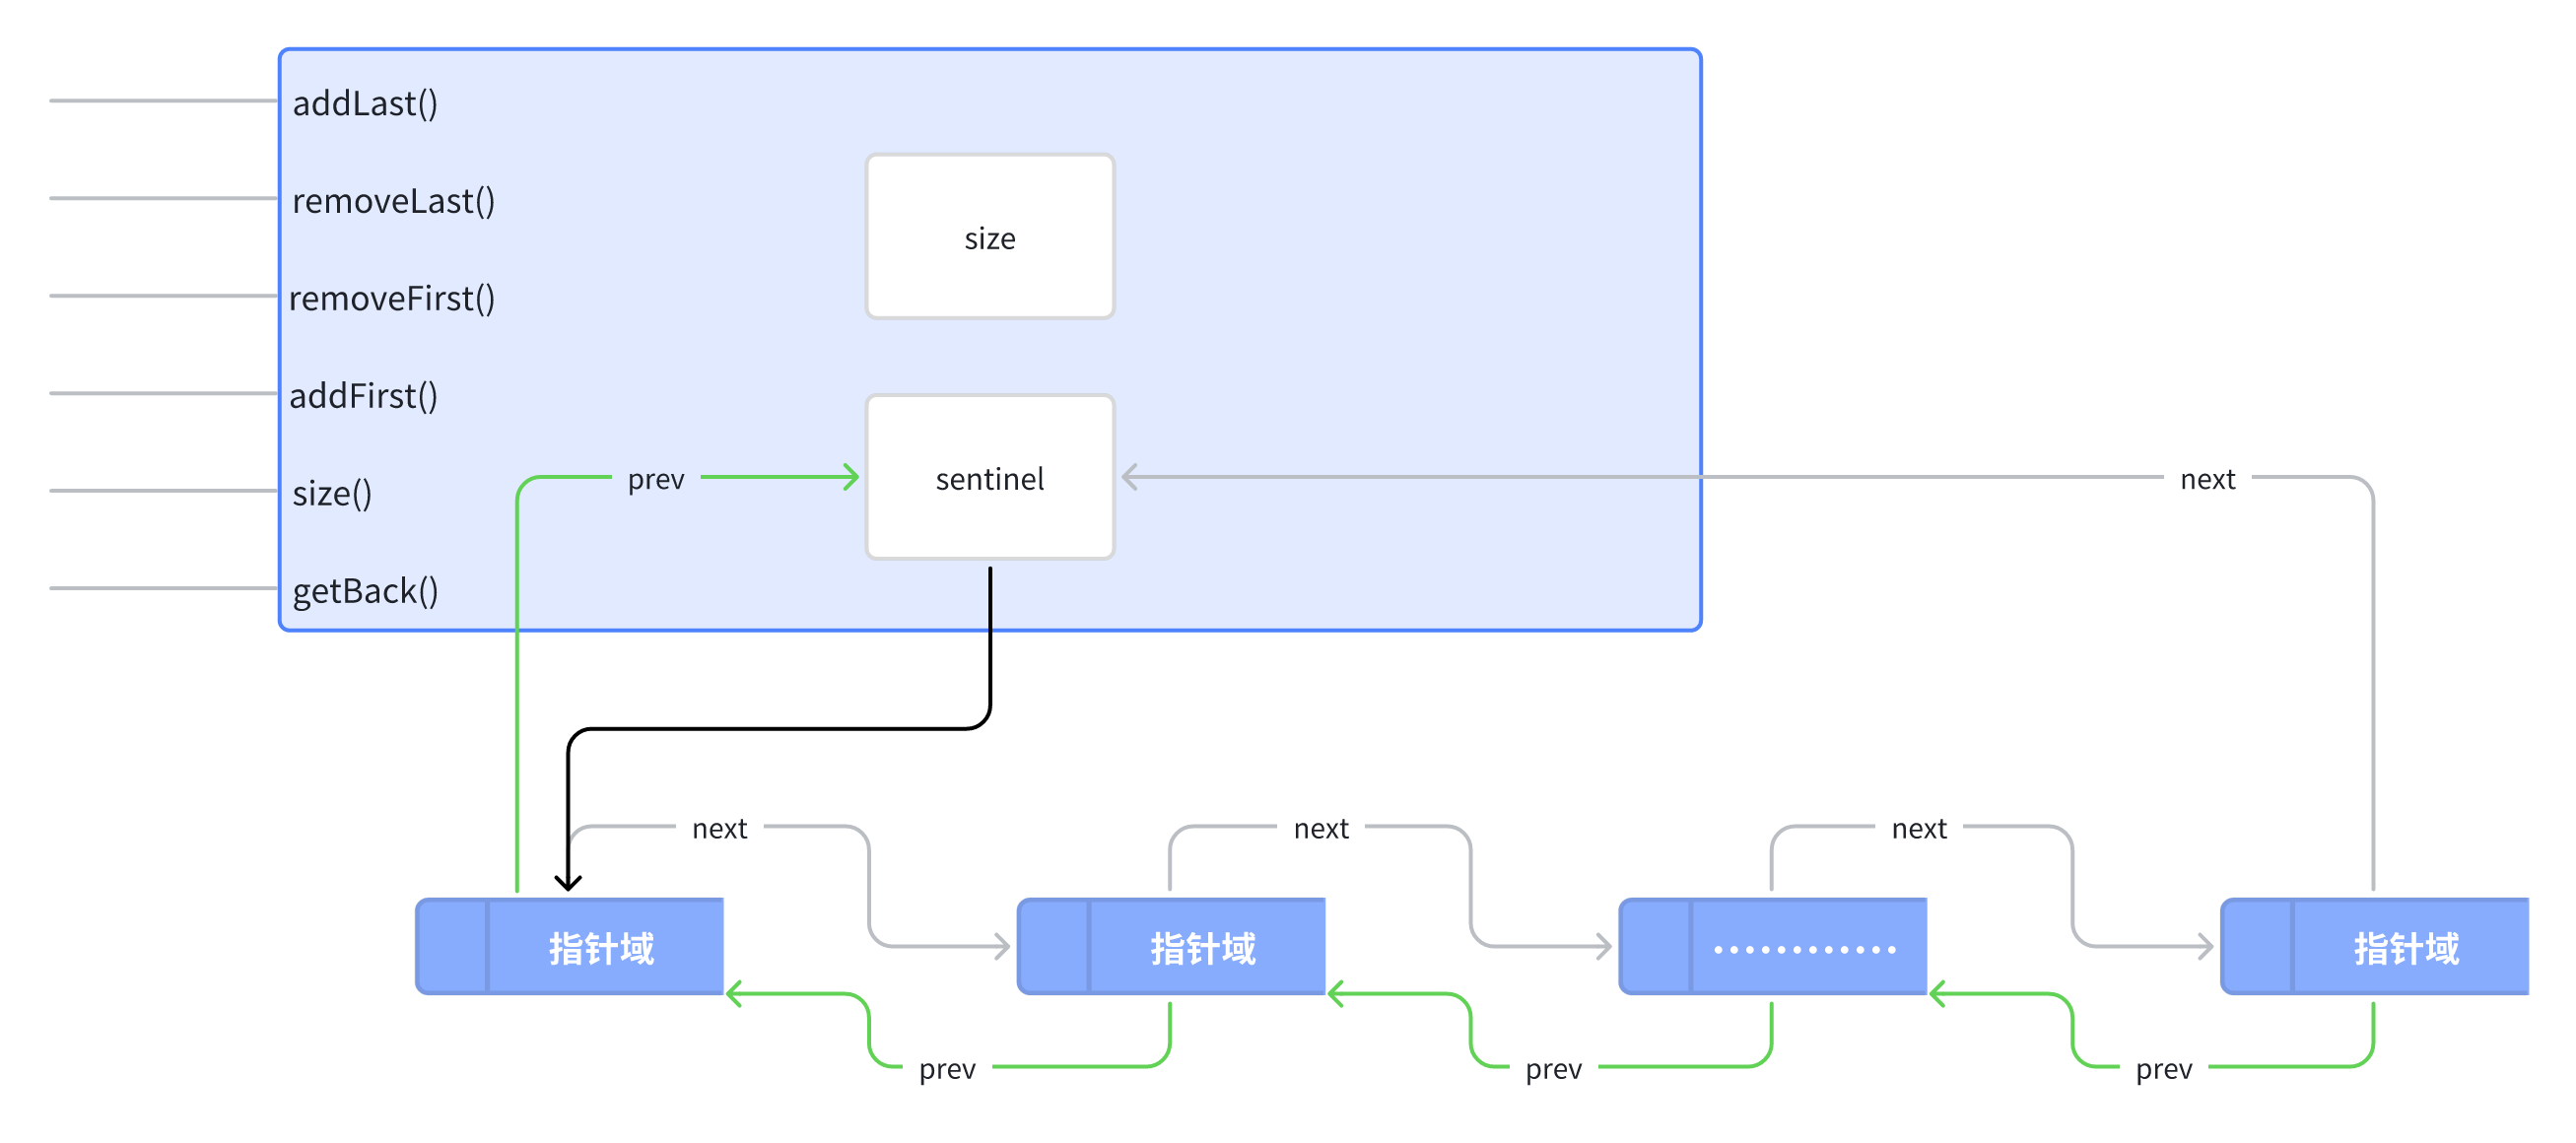 addLast()
removeLast()
size
removeFirst()
addFirst()
prev
sentinel
next
size()
getBack()
next
next
next
指针域
指针域
............
指针域
prev
prev
prev